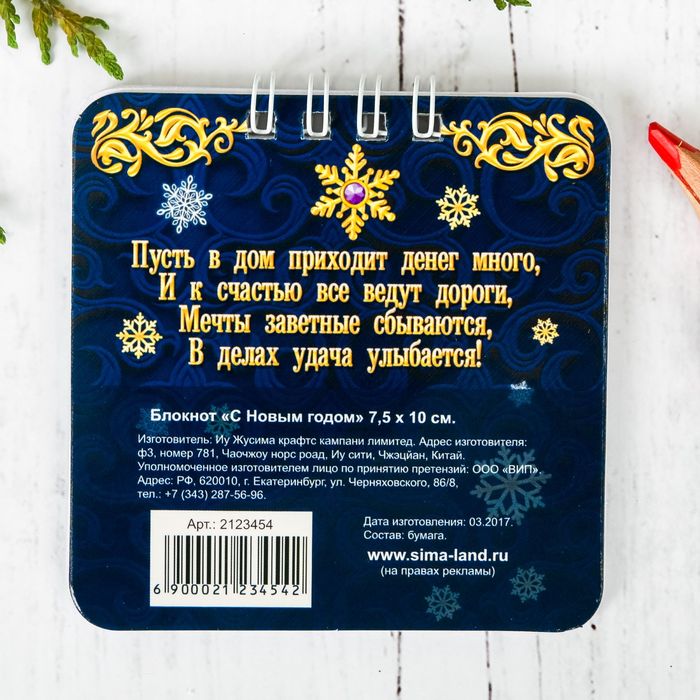 Пусть в дом приходит денег много,
И к счастью все ведут дороги,
Мечты заветные сбываются,
В делах удача улыбается!
Блокнот «С Новым годом» 7,5 х 10 см.
Изготовитель: Иу Жусима крафтс кампани лимитед. Адрес изготовителя:
ф3, номер 781, Чаочжоу норс роад, Иу сити, Чжэцйан, Китай.
Уполномоченное изготовителем лицо по принятию претензий: ООО «ВИП».
Адрес: РФ, 620010, г. Екатеринбург, ул. Черняховского, 86/8,
тел.: +7 (343) 287-56-96.
Арт.: 2123454
6 900021 234542
Дата изготовления: 03.2017.
Состав: бумага.
www.sima-land.ru
(на правах рекламы)